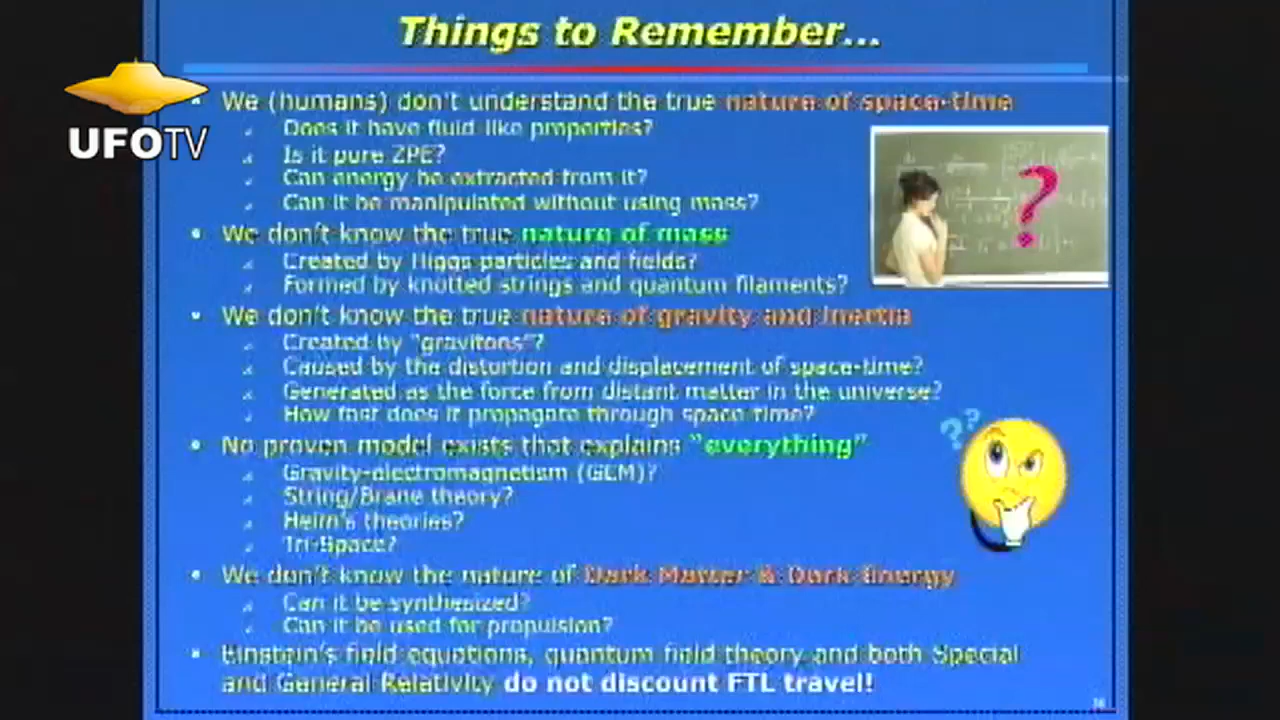 Things to Remember...
UFOTV
• We (humans) don't understand the true nature of space-time
Does it have fluid like properties?
Is it pure ZPE?
Can energy be extracted from it?
Can it be manipulated without using mass?
• We don't know the true nature of mass
Created by Higgs particles and fields?
Formed by knotted strings and quantum filaments?
• We don't know the true nature of gravity and inertia
Created by "gravitons"?
Caused by the distortion and displacement of space-time?
Generated as the force from distant matter in the universe?
How fast does it propagate through space time?
• No proven model exists that explains "everything"
Gravity-electromagnetism (GEM)?
String/Brane theory?
Heim's theories?
Tri-Space?
• We don't know the nature of Dark Matter & Dark Energy
Can it be synthesized?
Can it be used for propulsion?
• Einstein's field equations, quantum field theory and both Special
and General Relativity do not discount FTL travel!